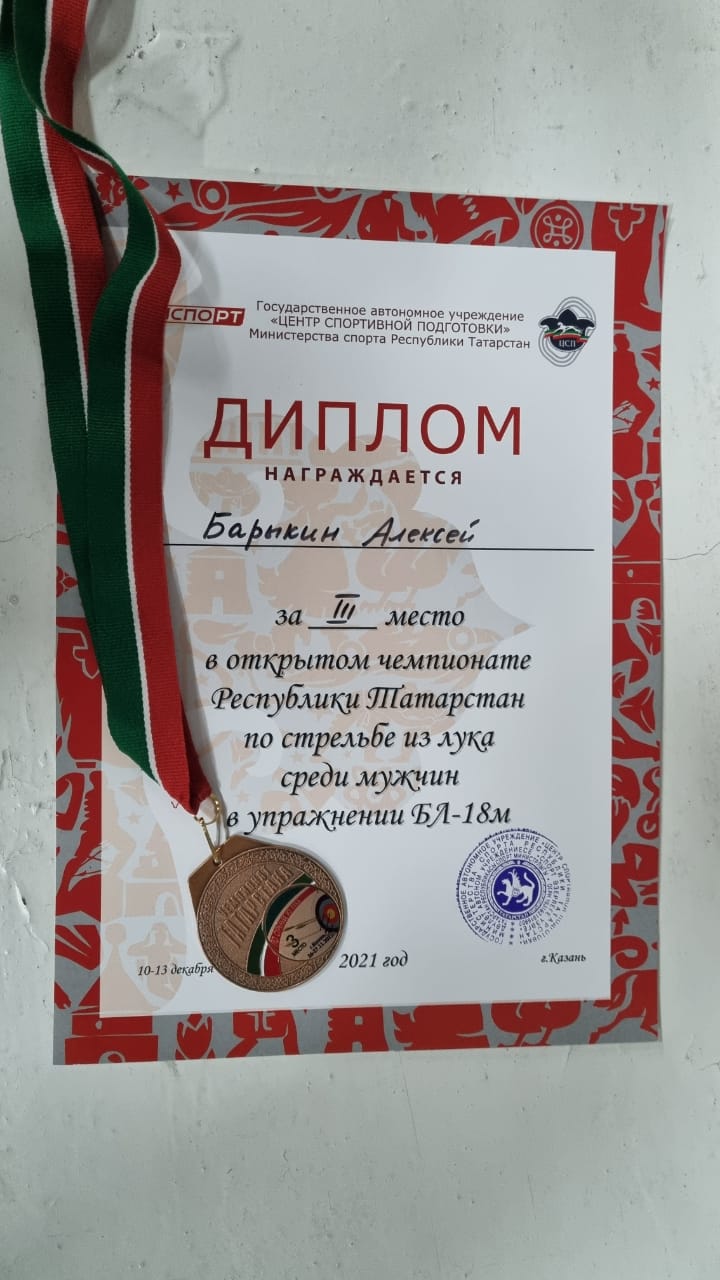 СПОРТ
Государственное автономное учреждение
«ЦЕНТР СПОРТИВНОЙ ПОДГОТОВКИ»
Министерства спорта Республики Татарстан
ЦСП
ДИПЛОМ
НАГРАЖДАЕТСЯ
Барыкин Алексей
за III место
в открытом чемпионате
Республики Татарстан
по стрельбе из лука
среди мужчин
в упражнении БЛ-18м
3
МЕСТО
10-13 декабря
2021 год
г.Казань